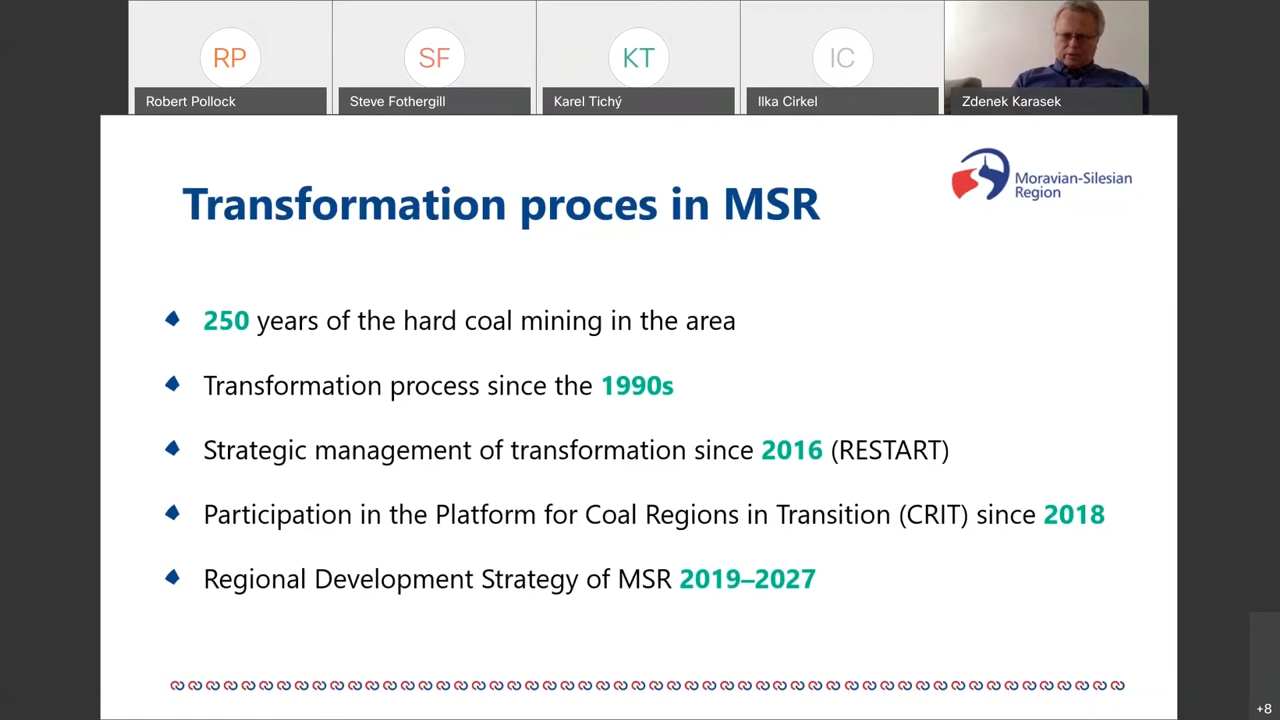 RP
SF
KT
IC
Robert Pollock
Steve Fothergill
Karel Tichý
Ilka Cirkel
Zdenek Karasek
Transformation proces in MSR
Moravian-Silesian
Region
250 years of the hard coal mining in the area
Transformation process since the 1990s
Strategic management of transformation since 2016 (RESTART)
Participation in the Platform for Coal Regions in Transition (CRIT) since 2018
Regional Development Strategy of MSR 2019–2027
+8